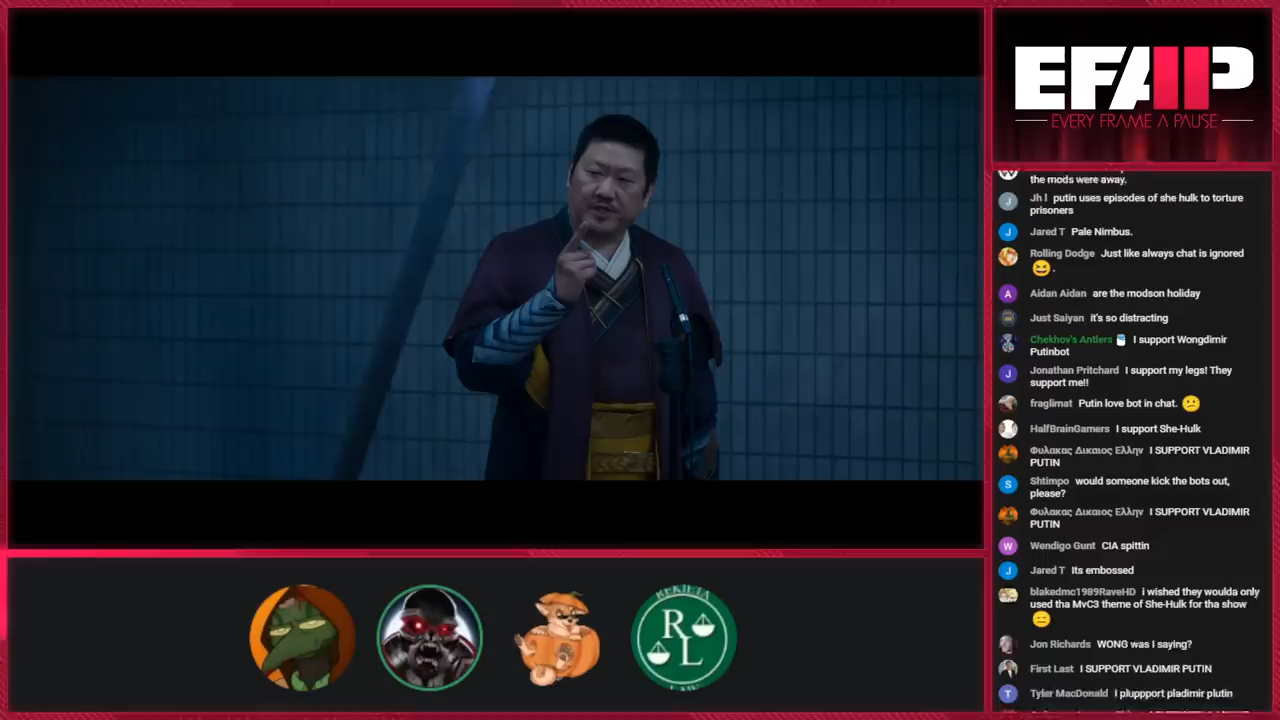 EFAP
EVERY FRAME A PAUSE
the mods were away.
Jh l putin uses episodes of she hulk to torture
prisoners
Jared T Pale Nimbus.
Rolling Dodge Just like always chat is ignored
.
Aidan Aidan are the modson holiday
Just Saiyan it's so distracting
Chekhov's Antlers I support Wongdimir
Putinbot
Jonathan Pritchard I support my legs! They
support me!!
fraglimat Putin love bot in chat.
HalfBrainGamers I support She-Hulk
Φυλακας Δικαιος Ελλην I SUPPORT VLADIMIR
PUTIN
Shtimpo would someone kick the bots out,
please?
Φυλακας Δικαιος Ελλην I SUPPORT VLADIMIR
PUTIN
Wendigo Gunt CIA spittin
Jared T Its embossed
blakedmc1989RaveHD i wished they woulda only
used tha MvC3 theme of She-Hulk for tha show
Jon Richards WONG was I saying?
First Last I SUPPORT VLADIMIR PUTIN
Tyler MacDonald I pluppport pladimir plutin
REKIETA
RL
LAW